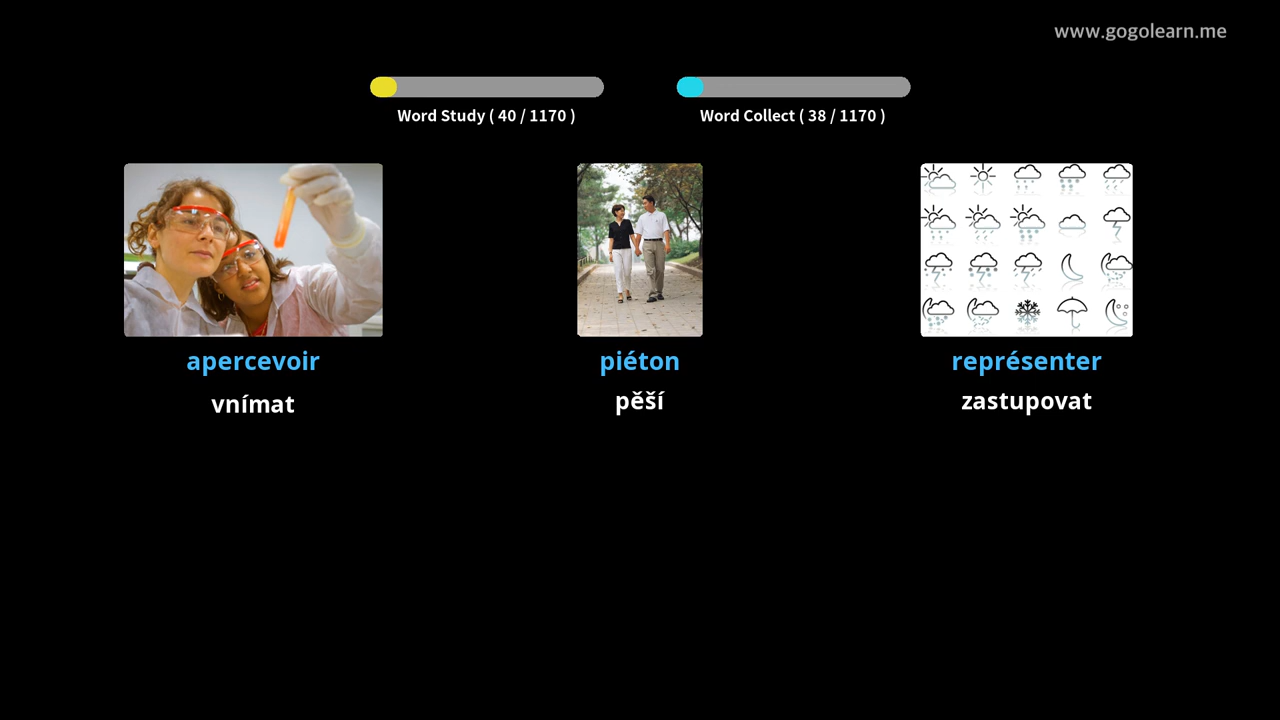 www.gogolearn.me
Word Study ( 40 / 1170 )
Word Collect ( 38 / 1170 )
apercevoir
piéton
représenter
vnímat
pěší
zastupovat